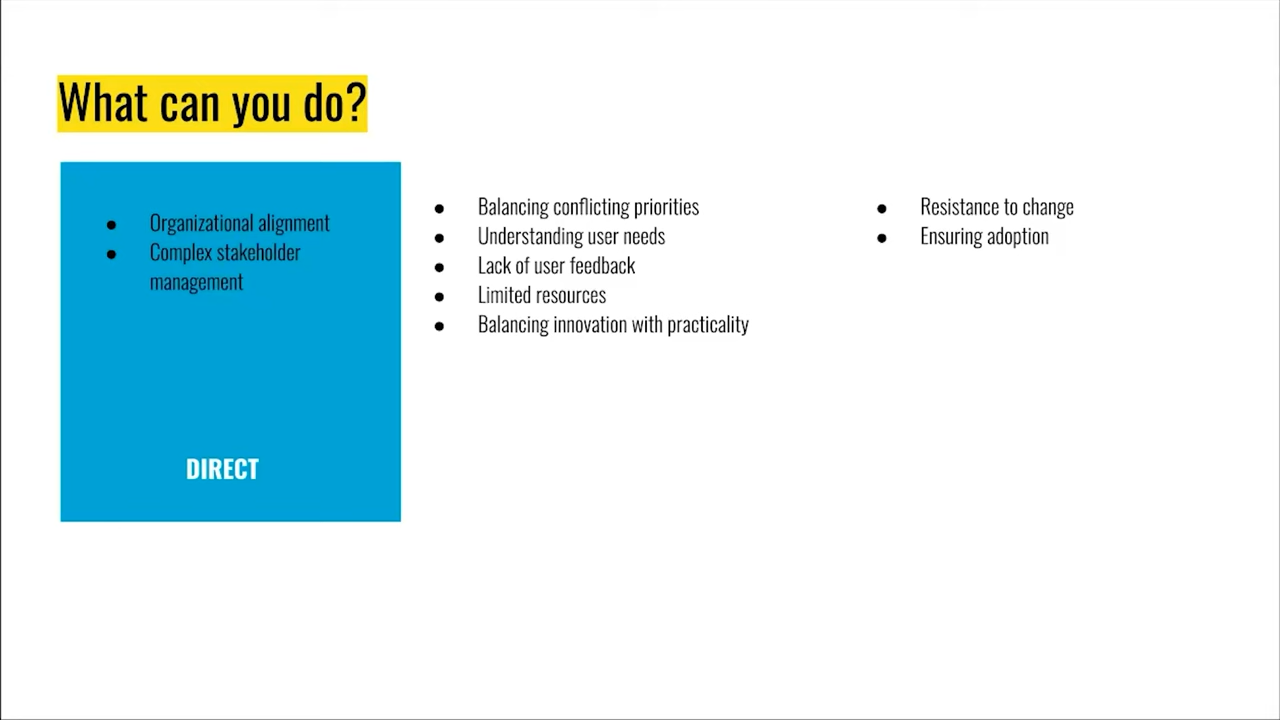 What can you do?
● Organizational alignment
● Complex stakeholder
management
DIRECT
● Balancing conflicting priorities
● Understanding user needs
● Lack of user feedback
● Limited resources
● Balancing innovation with practicality
● Resistance to change
● Ensuring adoption